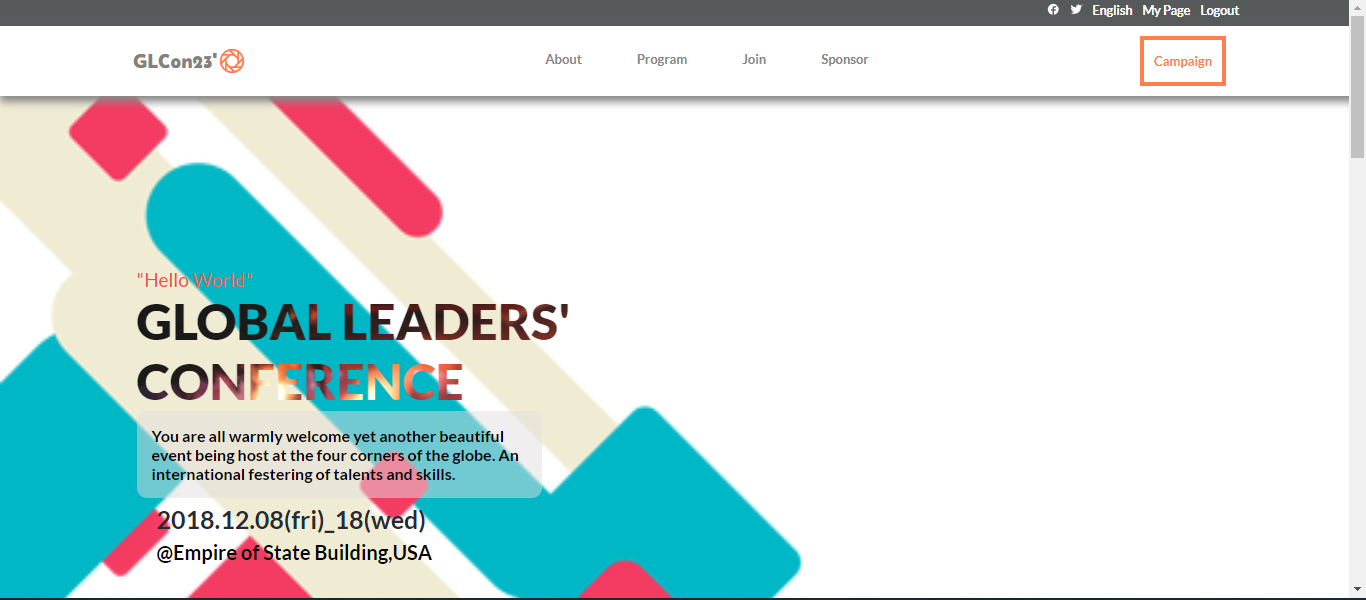 English My Page Logout
GLCon23'
About Program Join Sponsor
Campaign
"Hello World"
GLOBAL LEADERS'
CONFERENCE
You are all warmly welcome yet another beautiful
event being host at the four corners of the globe. An
international festering of talents and skills.
2018.12.08(fri)_18(wed)
@Empire of State Building,USA